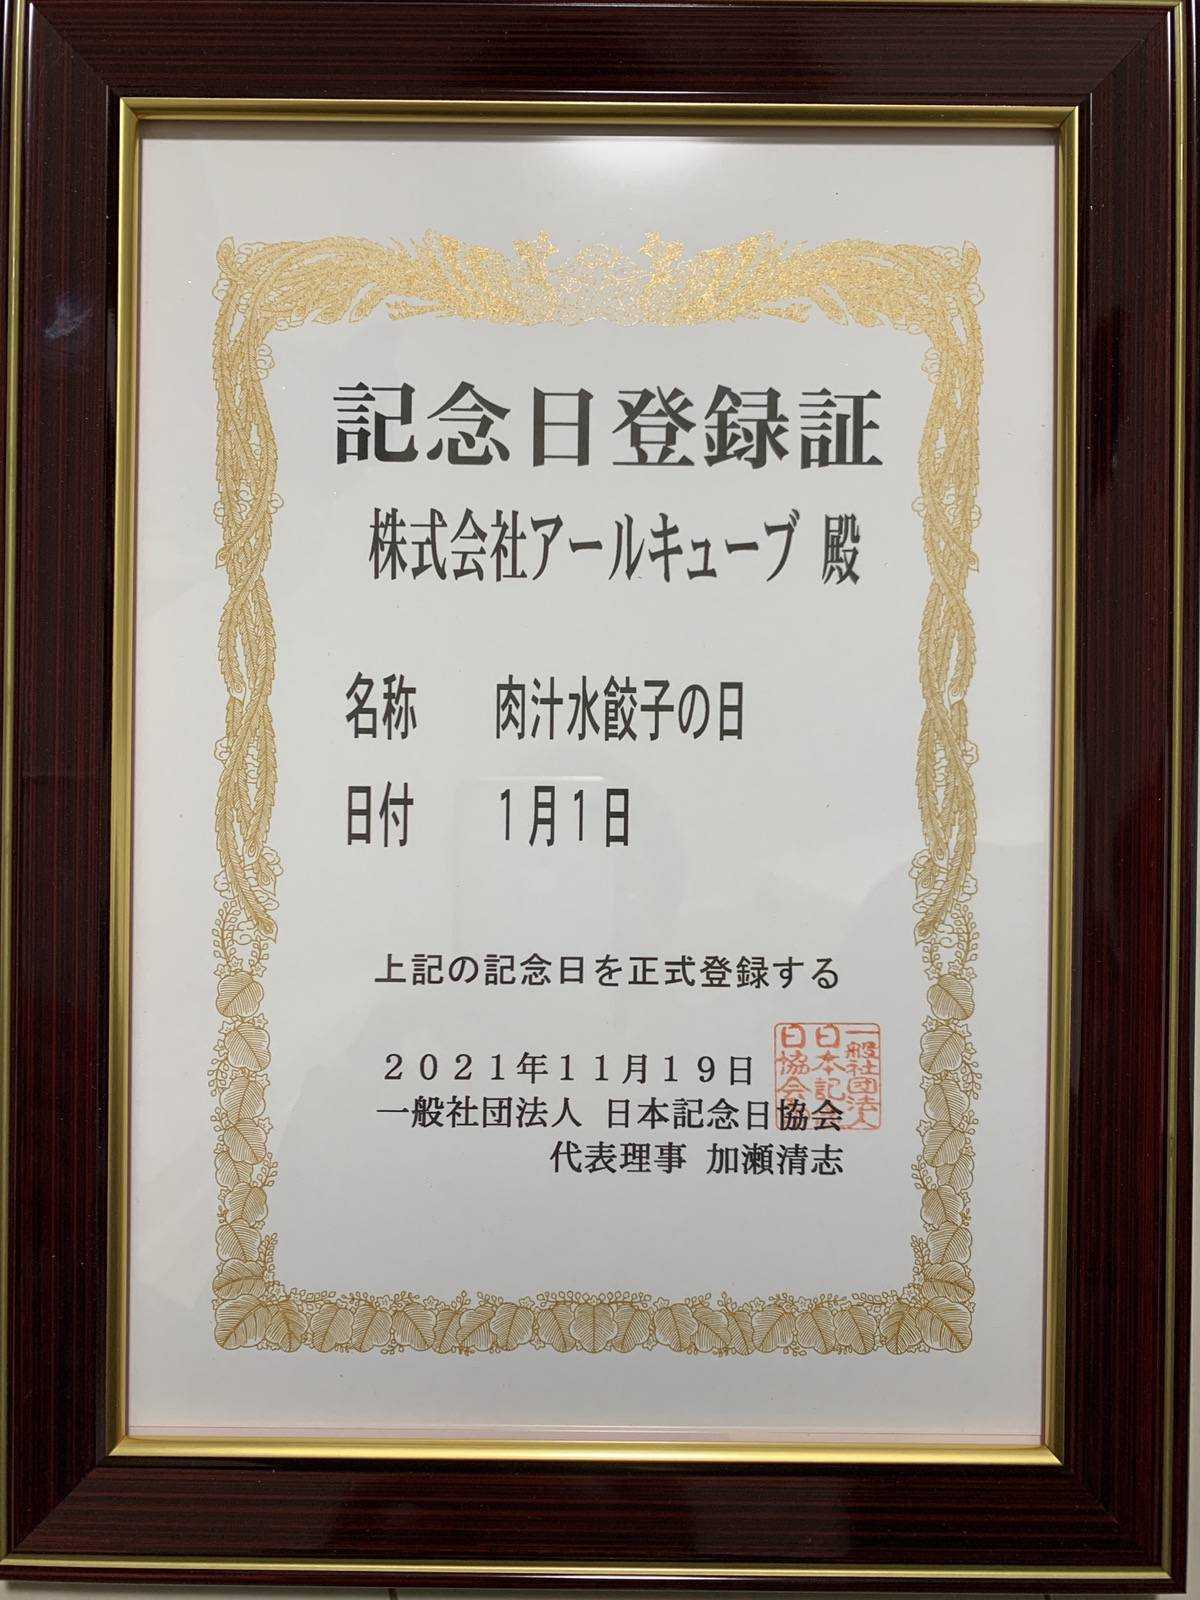 記念日登録証
株式会社アールキューブ 殿
名称 肉汁水餃子の日
日付 1月1日
上記の記念日を正式登録する
2021年11月19日
一般社団法人 日本記念日協会
代表理事 加瀬清志
一般社団法人
日本記
日協会